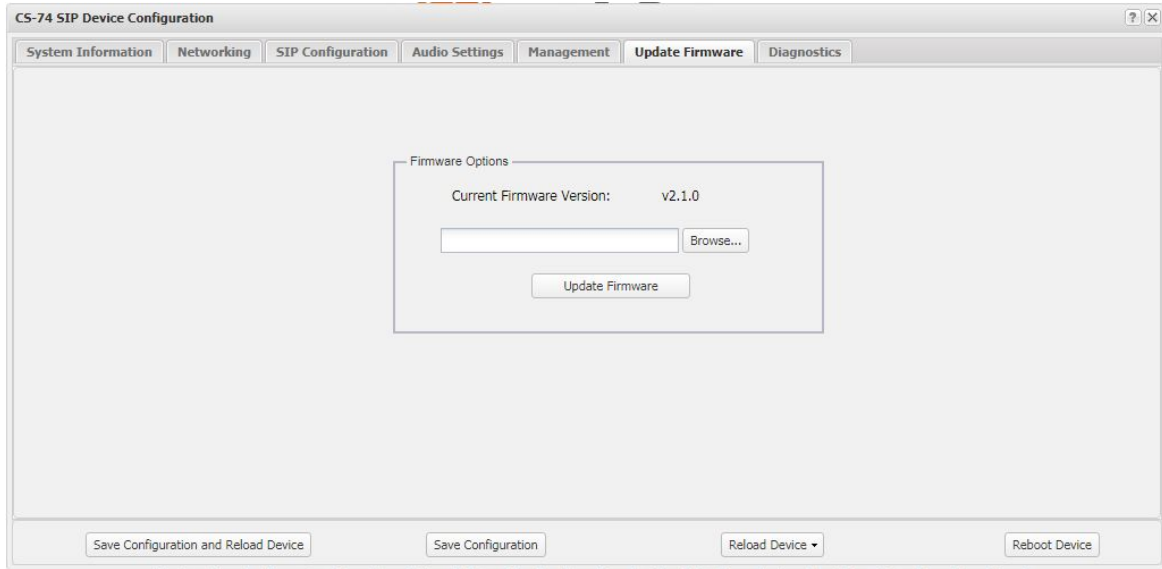 CS-74 SIP Device Configuration
?
System Information Networking SIP Configuration Audio Settings Management Update Firmware Diagnostics
Firmware Options
Current Firmware Version: v2.1.0
Browse...
Update Firmware
Save Configuration and Reload Device Save Configuration Reload Device Reboot Device